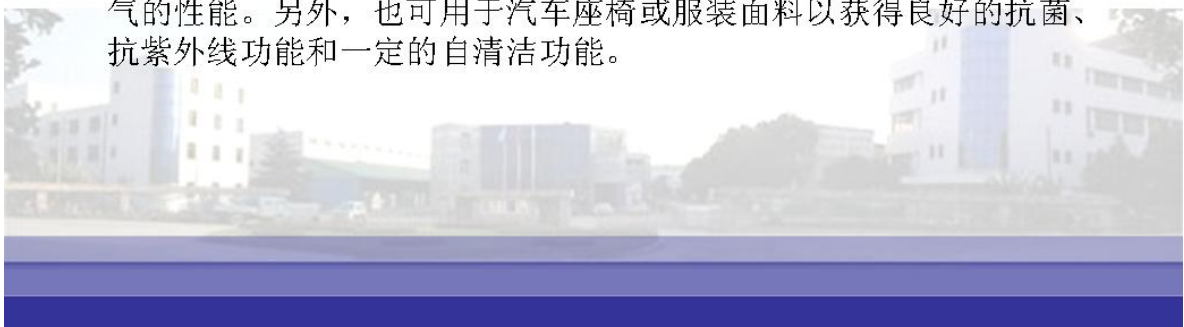 气的性能。另外，也可用于汽车座椅或服装面料以获得良好的抗菌、
抗紫外线功能和一定的自清洁功能。